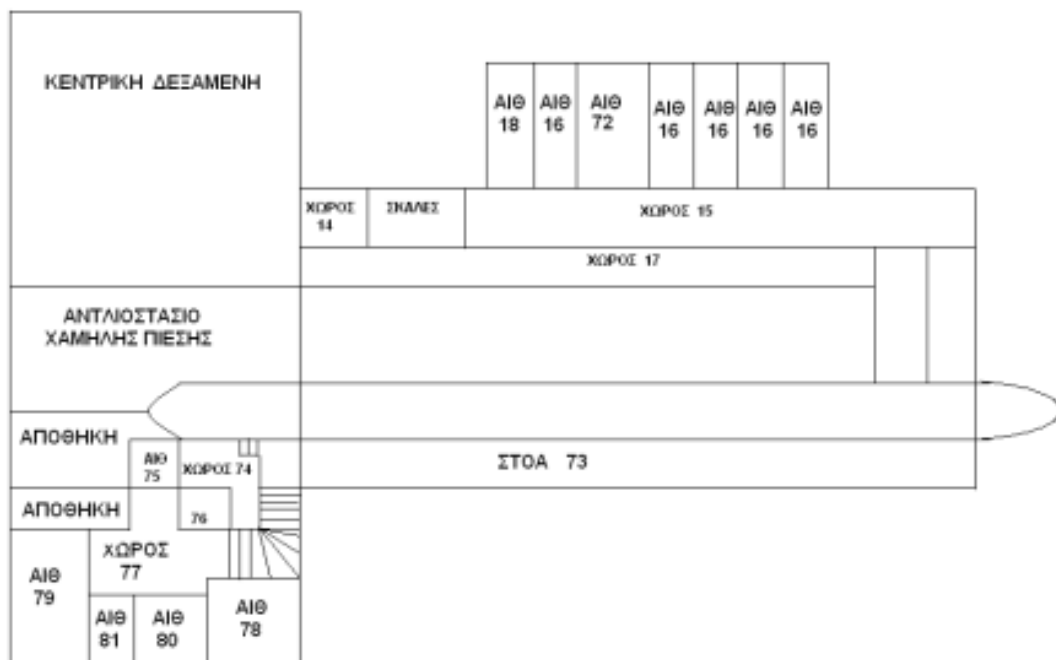 ΚΕΝΤΡΙΚΗ ΔΕΞΑΜΕΝΗ
ΑΙΘ
18
ΑΙΘ
16
ΑΙΘ
72
ΑΙΘ
16
ΑΙΘ
16
ΑΙΘ
16
ΑΙΘ
16
ΧΩΡΟΣ
14
ΣΚΑΛΕΣ
ΧΩΡΟΣ 15
ΧΩΡΟΣ 17
ΑΝΤΛΙΟΣΤΑΣΙΟ
ΧΑΜΗΛΗΣ ΠΙΕΣΗΣ
ΑΠΟΘΗΚΗ
ΑΙΘ
75
ΧΩΡΟΣ 74
ΣΤΟΑ 73
ΑΠΟΘΗΚΗ
76
ΧΩΡΟΣ
77
ΑΙΘ
79
ΑΙΘ
81
ΑΙΘ
80
ΑΙΘ
78